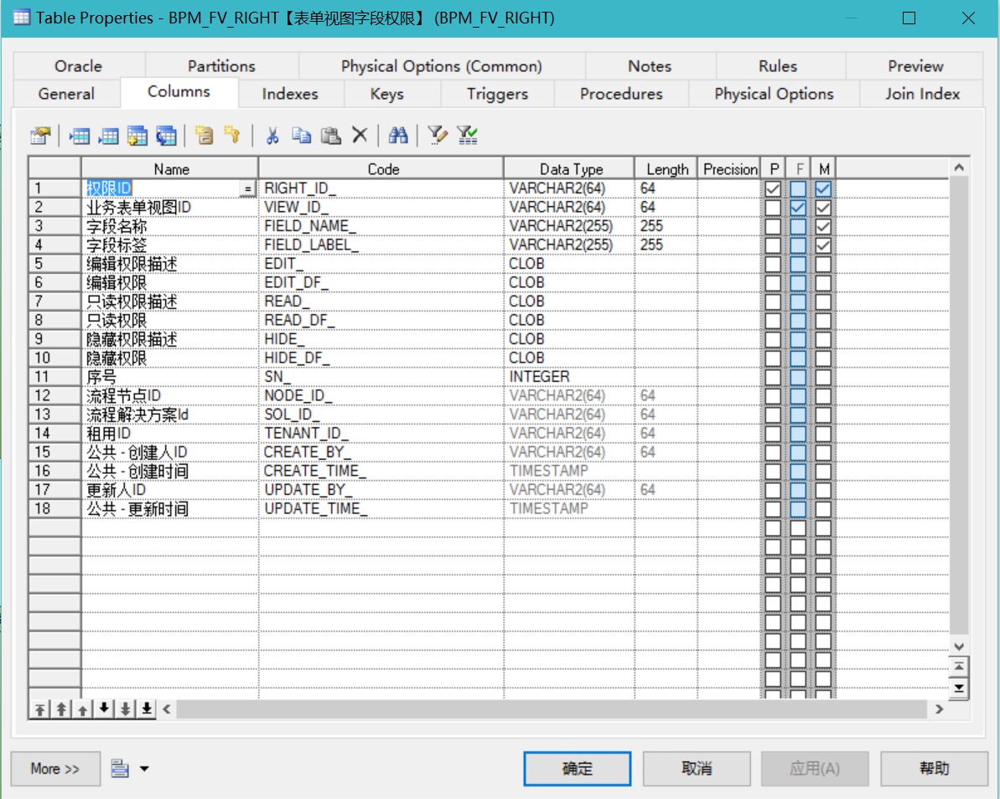 Table Properties - BPM_FV_RIGHT【表单视图字段权限】 (BPM_FV_RIGHT)
Oracle Partitions Physical Options (Common) Notes Rules Preview
General Columns Indexes Keys Triggers Procedures Physical Options Join Index
Name Code Data Type Length Precision P F M
1 权限ID = RIGHT_ID_ VARCHAR2(64) 64
2 业务表单视图ID VIEW_ID_ VARCHAR2(64) 64
3 字段名称 FIELD_NAME_ VARCHAR2(255) 255
4 字段标签 FIELD_LABEL_ VARCHAR2(255) 255
5 编辑权限描述 EDIT_ CLOB
6 编辑权限 EDIT_DF_ CLOB
7 只读权限描述 READ_ CLOB
8 只读权限 READ_DF_ CLOB
9 隐藏权限描述 HIDE_ CLOB
10 隐藏权限 HIDE_DF_ CLOB
11 序号 SN_ INTEGER
12 流程节点ID NODE_ID_ VARCHAR2(64) 64
13 流程解决方案Id SOL_ID_ VARCHAR2(64) 64
14 租用ID TENANT_ID_ VARCHAR2(64) 64
15 公共 - 创建人ID CREATE_BY_ VARCHAR2(64) 64
16 公共 - 创建时间 CREATE_TIME_ TIMESTAMP
17 更新人ID UPDATE_BY_ VARCHAR2(64) 64
18 公共 - 更新时间 UPDATE_TIME_ TIMESTAMP
More >> 确定 取消 应用(A) 帮助